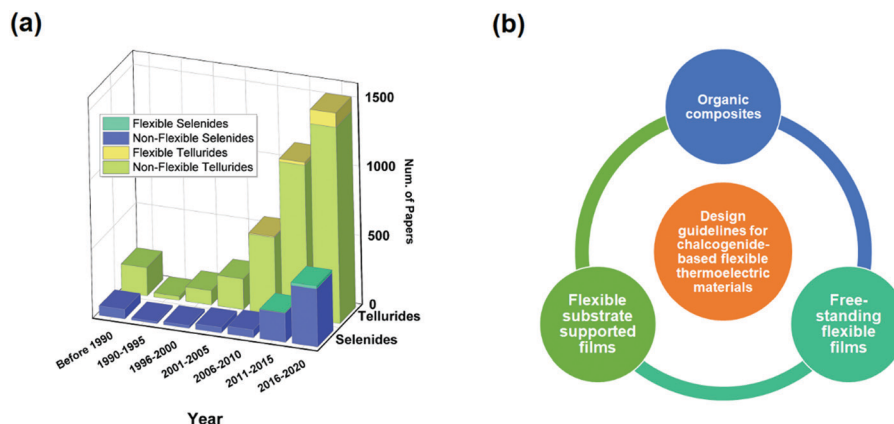 (a)
Flexible Selenides
Non-Flexible Selenides
Flexible Tellurides
Non-Flexible Tellurides
1500
1000
500
0
Num. of Papers
Tellurides
Selenides
Before 1990
1990-1995
1996-2000
2001-2005
2006-2010
2011-2015
2016-2020
Year
(b)
Organic
composites
Design
guidelines for
chalcogenide-
based flexible
thermoelectric
materials
Flexible
substrate
supported
films
Free-
standing
flexible
films